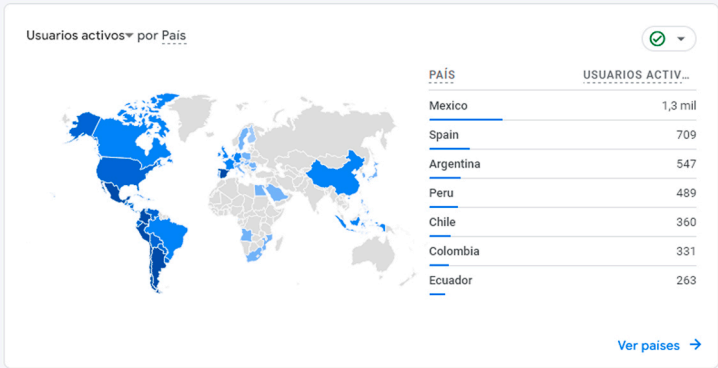 Usuarios activos por País
PAÍS USUARIOS ACTIV...
Mexico 1,3 mil
Spain 709
Argentina 547
Peru 489
Chile 360
Colombia 331
Ecuador 263
Ver países →